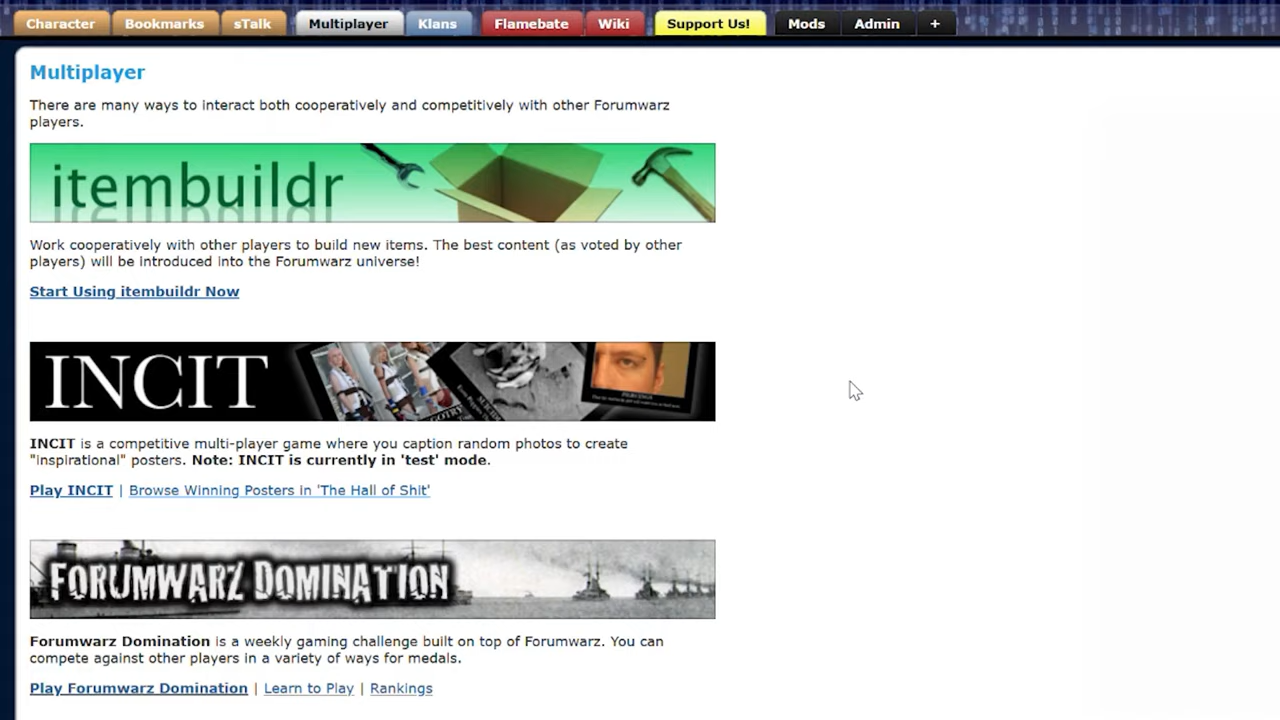 Character Bookmarks sTalk Multiplayer Klans Flamebate Wiki Support Us! Mods Admin +
Multiplayer
There are many ways to interact both cooperatively and competitively with other Forumwarz
players.
itembuildr
Work cooperatively with other players to build new items. The best content (as voted by other
players) will be introduced into the Forumwarz universe!
Start Using itembuildr Now
INCIT
INCIT is a competitive multi-player game where you caption random photos to create
"inspirational" posters. Note: INCIT is currently in 'test' mode.
Play INCIT | Browse Winning Posters in 'The Hall of Shit'
FORUMWARZ DOMINATION
Forumwarz Domination is a weekly gaming challenge built on top of Forumwarz. You can
compete against other players in a variety of ways for medals.
Play Forumwarz Domination | Learn to Play | Rankings